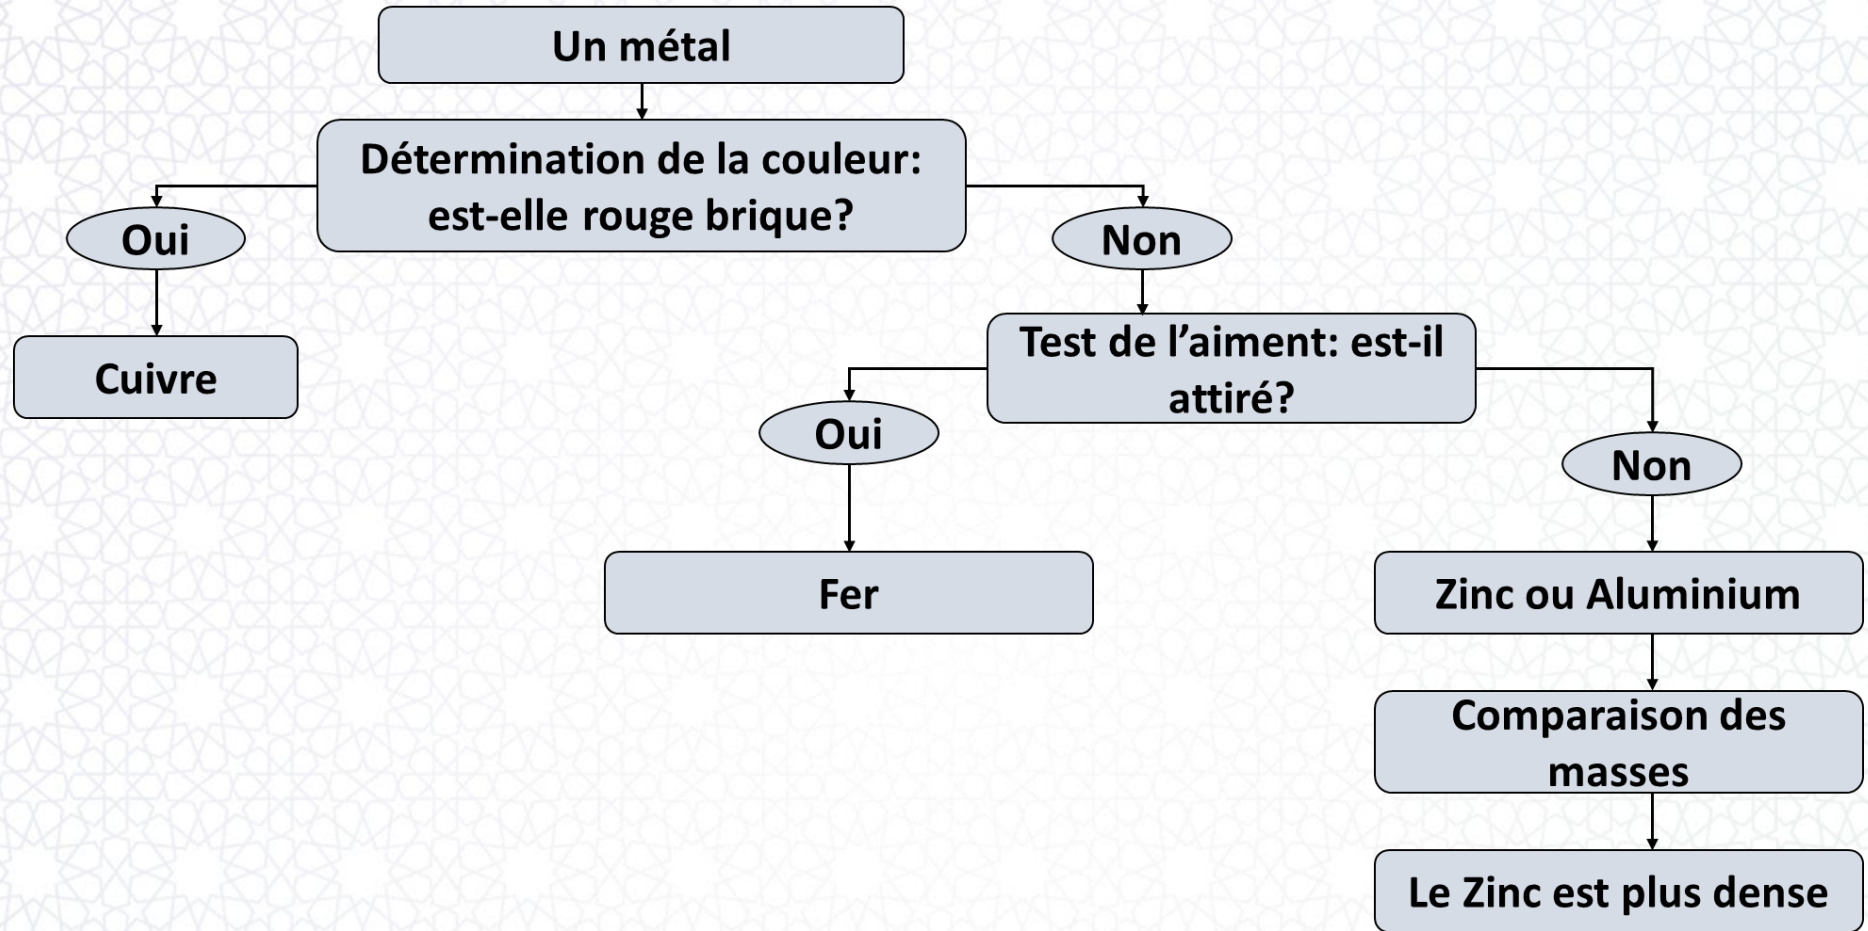 Un métal
Détermination de la couleur:
est-elle rouge brique?
Oui
Non
Cuivre
Test de l’aiment: est-il
attiré?
Oui
Non
Fer
Zinc ou Aluminium
Comparaison des
masses
Le Zinc est plus dense